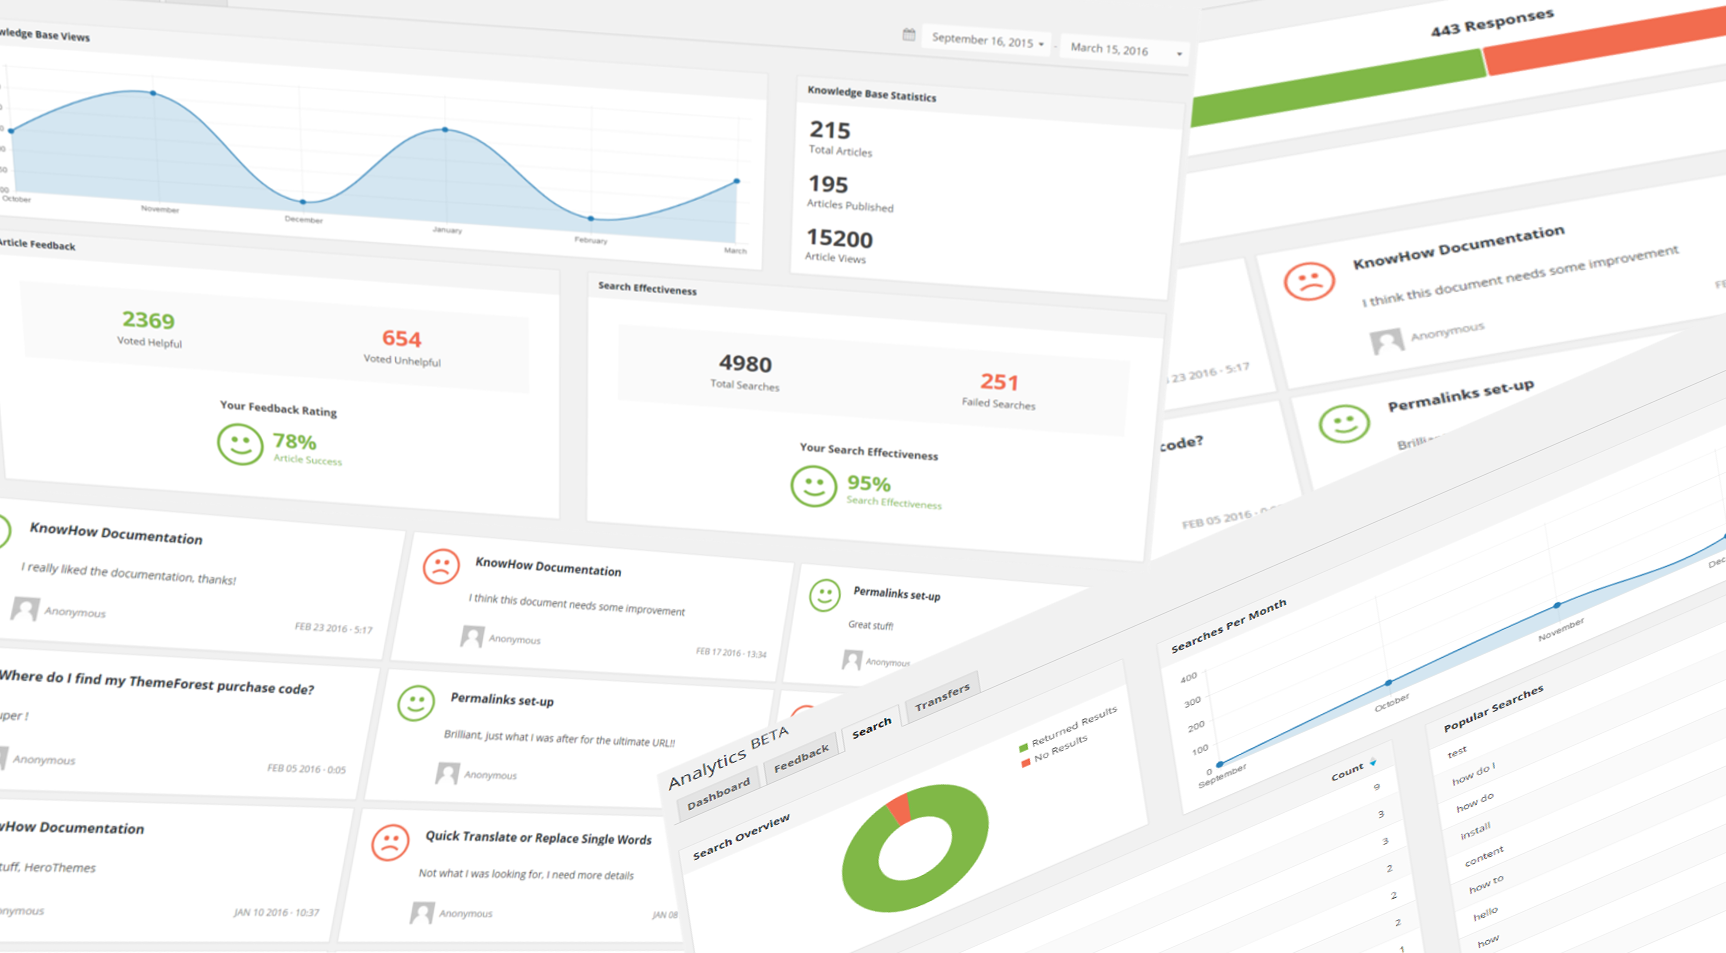 September 16, 2015 - March 15, 2016
wledge Base Views
October
November
December
January
February
March
Knowledge Base Statistics
215
Total Articles
195
Articles Published
15200
Article Views
Article Feedback
2369
Voted Helpful
654
Voted Unhelpful
Your Feedback Rating
78%
Article Success
Search Effectiveness
4980
Total Searches
251
Failed Searches
Your Search Effectiveness
95%
Search Effectiveness
KnowHow Documentation
I really liked the documentation, thanks!
Anonymous
FEB 23 2016 - 5:17
KnowHow Documentation
I think this document needs some improvement
Anonymous
FEB 17 2016 - 13:34
Permalinks set-up
Great stuff!
Anonymous
Where do I find my ThemeForest purchase code?
uper !
Anonymous
FEB 05 2016 - 0:05
Permalinks set-up
Brilliant, just what I was after for the ultimate URL!!
Anonymous
wHow Documentation
tuff, HeroThemes
nonymous
JAN 10 2016 - 10:37
Quick Translate or Replace Single Words
Not what I was looking for, I need more details
Anonymous
JAN 08
443 Responses
KnowHow Documentation
I think this document needs some improvement
Anonymous
23 2016 - 5:17
Permalinks set-up
code?
FEB 05 2016 -
Analytics BETA
Dashboard
Feedback
Search
Transfers
Search Overview
Returned Results
No Results
Searches Per Month
400
300
200
100
0
September
October
November
Dec
Count
9
3
3
2
2
2
1
Popular Searches
test
how do I
how do
install
content
how to
hello
how